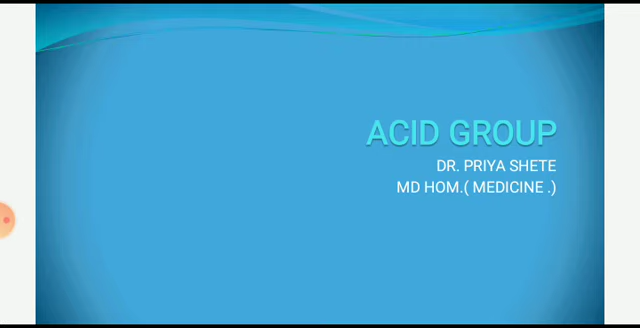 ACID GROUP
DR. PRIYA SHETE
MD HOM.( MEDICINE .)